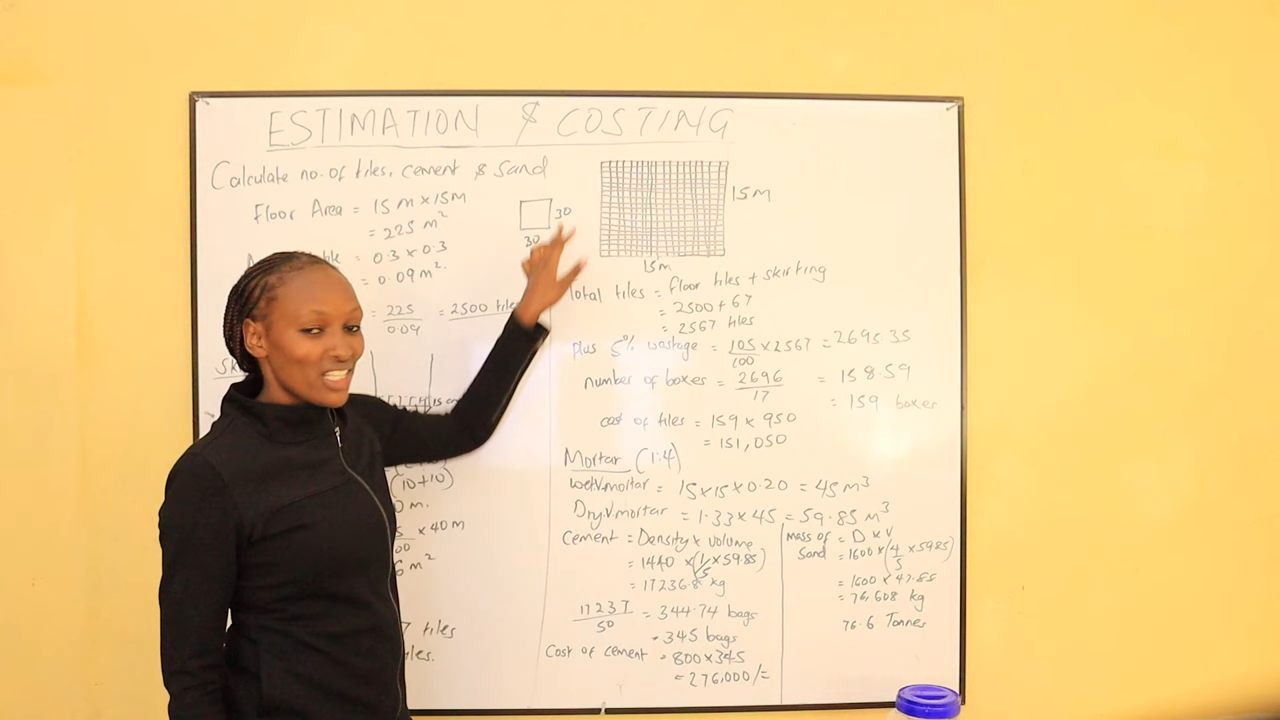 ESTIMATION & COSTING
Calculate no. of tiles, cement & sand
Floor Area = 15 M x 15M
= 225 m²
= 0.3 x 0.3
= 0.09 m².
= 225/0.09 = 2500 tiles
(10+10)
x 40 M
m²
7 tiles
30
30
15M
15M
Total tiles = floor tiles + skirting
= 2500 + 67
= 2567 tiles
plus 5% wastage = 105/100 x 2567 = 2695.35
number of boxes = 2696/17 = 158.59
= 159 boxes
cost of tiles = 159 x 950
= 151,050
Mortar (1:4)
Wet.V.mortar = 15 x 15 x 0.20 = 45 m³
Dry.V.mortar = 1.33 x 45 = 59.85 m³
Cement = Density x volume
= 1440 x (1/5 x 59.85)
= 17236.8 kg
17237/50 = 344.74 bags
= 345 bags
Cost of cement = 800 x 345
= 276,000/=
Mass of Sand = D x V
= 1600 x (4/5 x 59.85)
= 1600 x 47.88
= 76,608 kg
76.6 Tonnes